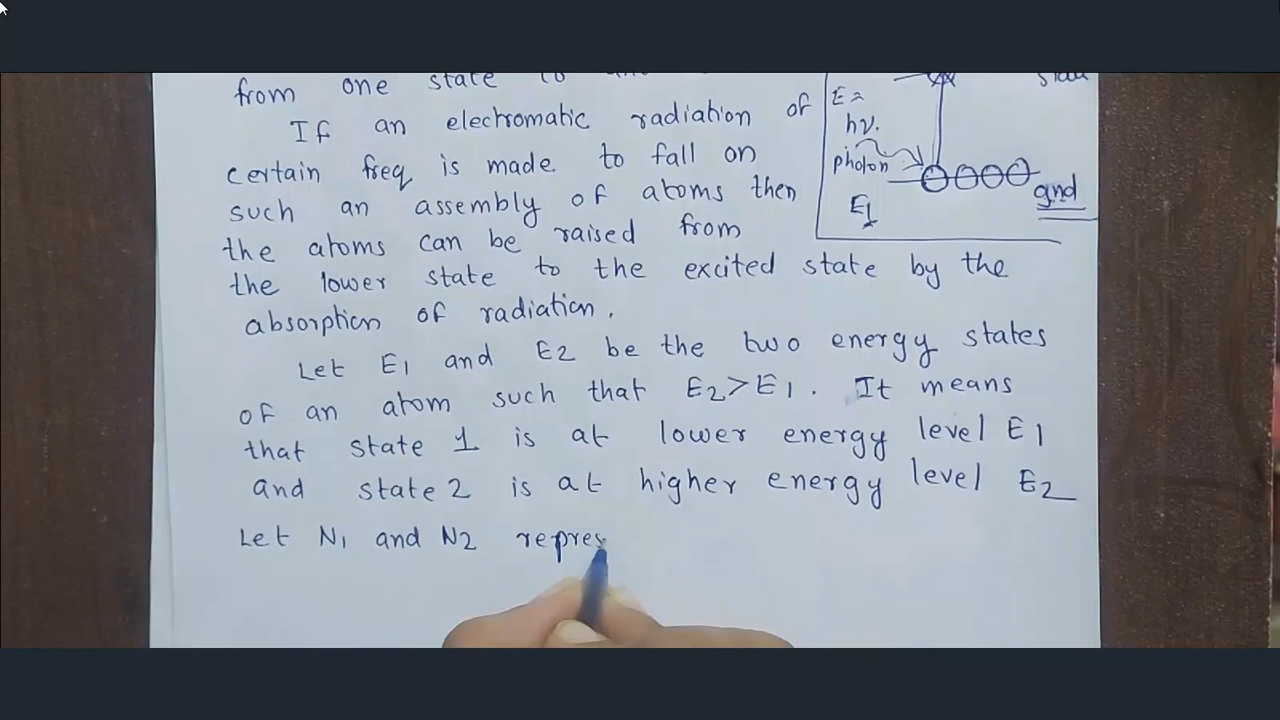 from one state to
If an electromatic radiation of
certain freq is made to fall on
such an assembly of atoms then
the atoms can be raised from
the lower state to the excited state by the
absorption of radiation.
Let E1 and E2 be the two energy states
of an atom such that E2>E1. It means
that state 1 is at lower energy level E1
and state 2 is at higher energy level E2
Let N1 and N2 repres
E=
hν.
photon
E1
gnd